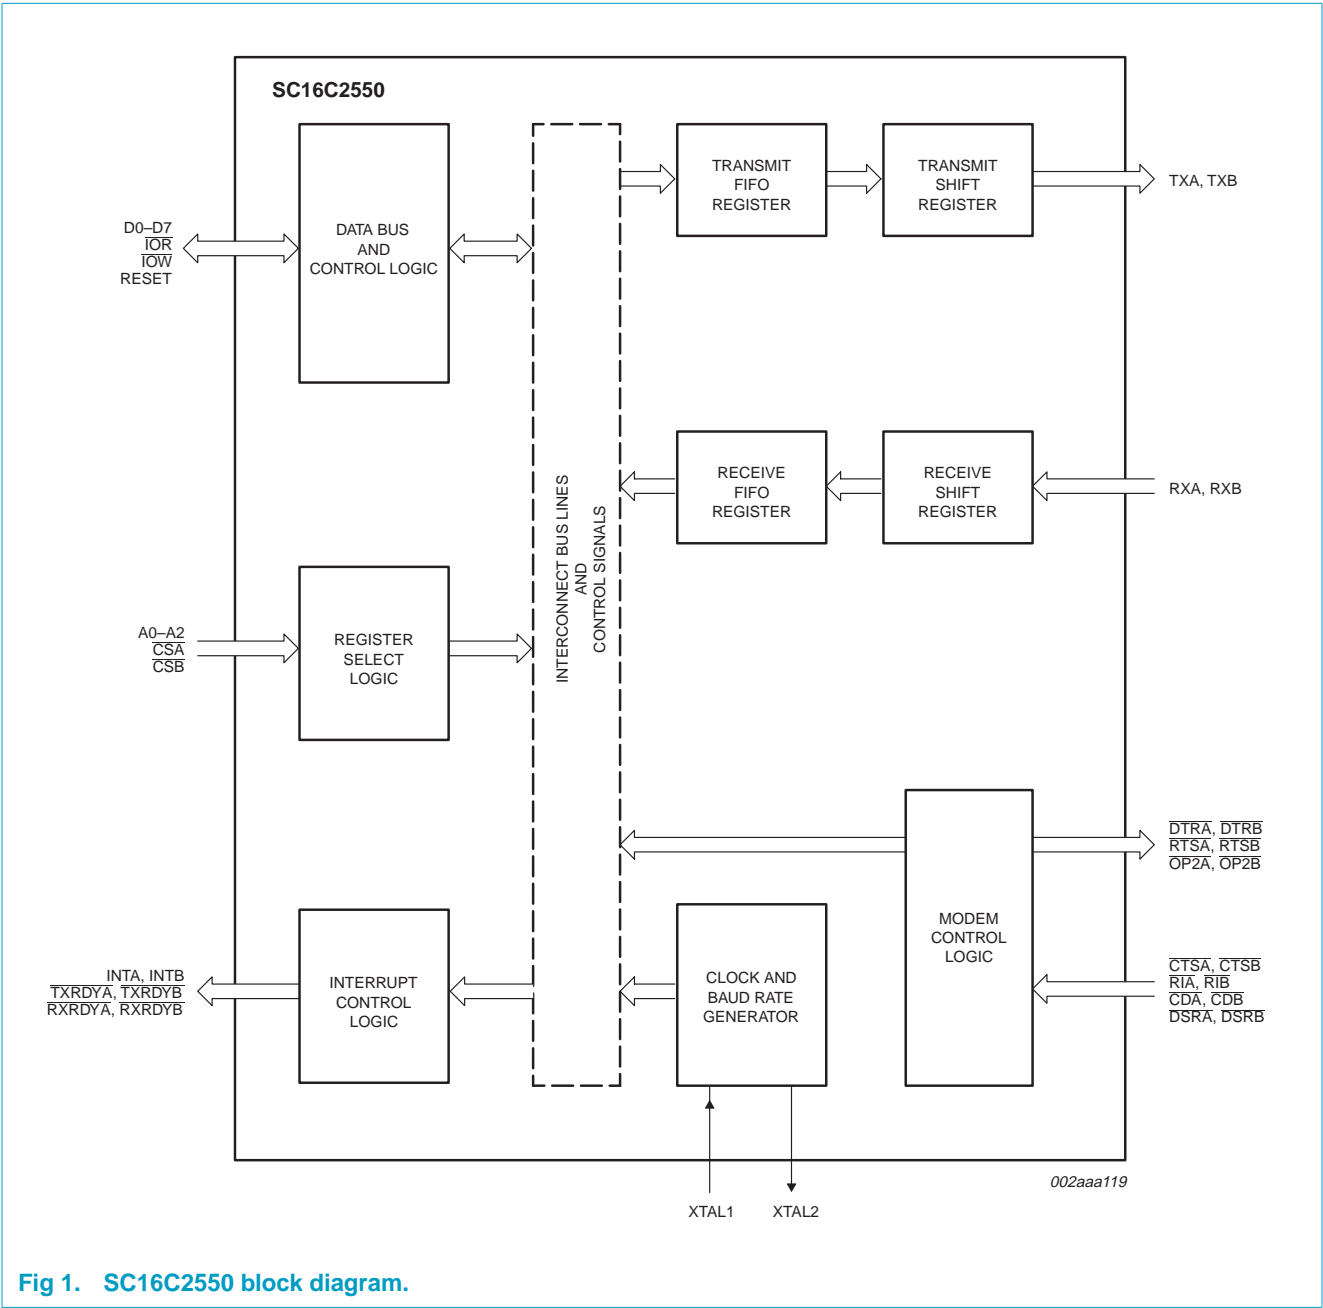 SC16C2550
D0–D7
IOR
IOW
RESET
DATA BUS
AND
CONTROL LOGIC
TRANSMIT
FIFO
REGISTER
TRANSMIT
SHIFT
REGISTER
TXA, TXB
INTERCONNECT BUS LINES
AND
CONTROL SIGNALS
RECEIVE
FIFO
REGISTER
RECEIVE
SHIFT
REGISTER
RXA, RXB
A0–A2
CSA
CSB
REGISTER
SELECT
LOGIC
DTRA, DTRB
RTSA, RTSB
OP2A, OP2B
MODEM
CONTROL
LOGIC
INTA, INTB
TXRDYA, TXRDYB
RXRDYA, RXRDYB
INTERRUPT
CONTROL
LOGIC
CLOCK AND
BAUD RATE
GENERATOR
CTSA, CTSB
RIA, RIB
CDA, CDB
DSRA, DSRB
XTAL1
XTAL2
002aaa119
Fig 1. SC16C2550 block diagram.